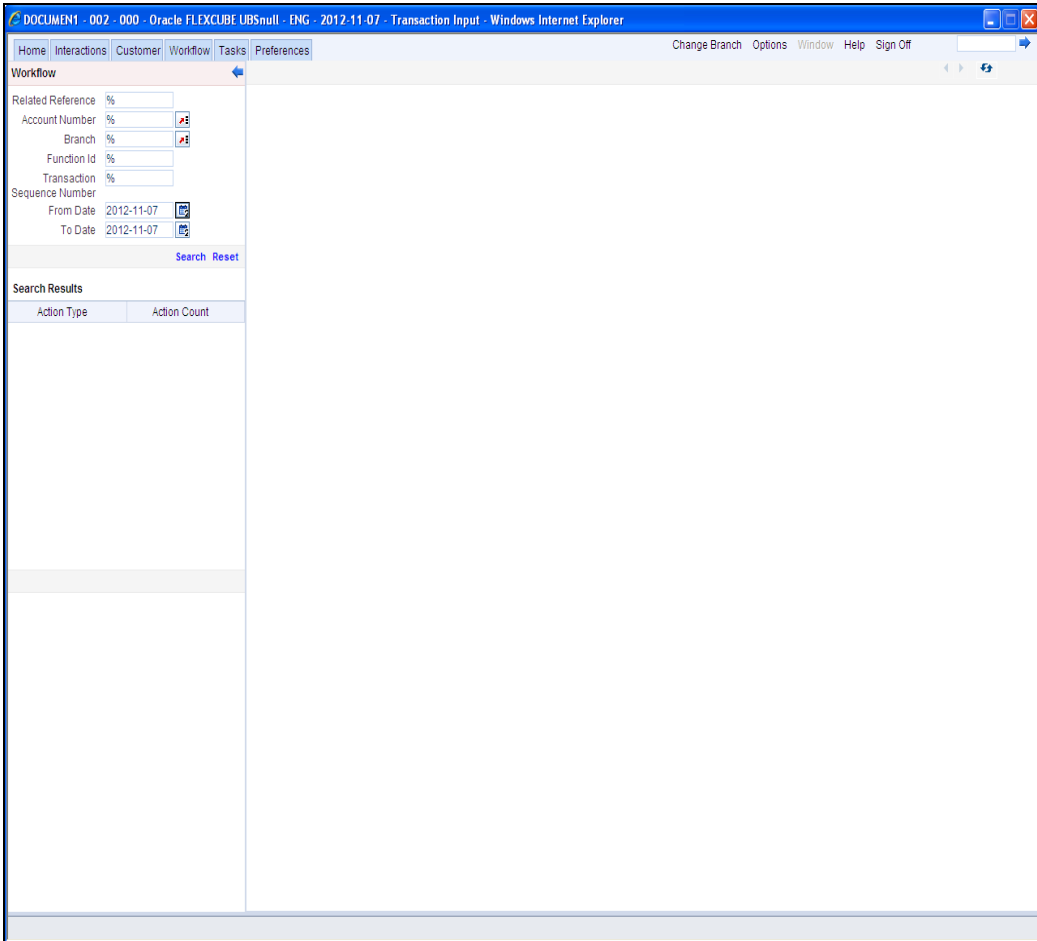 DOCUMEN1 - 002 - 000 - Oracle FLEXCUBE UBSnull - ENG - 2012-11-07 - Transaction Input - Windows Internet Explorer
Home Interactions Customer Workflow Tasks Preferences Change Branch Options Window Help Sign Off
Workflow
Related Reference %
Account Number %
Branch %
Function Id %
Transaction %
Sequence Number
From Date 2012-11-07
To Date 2012-11-07
Search Reset
Search Results
Action Type Action Count